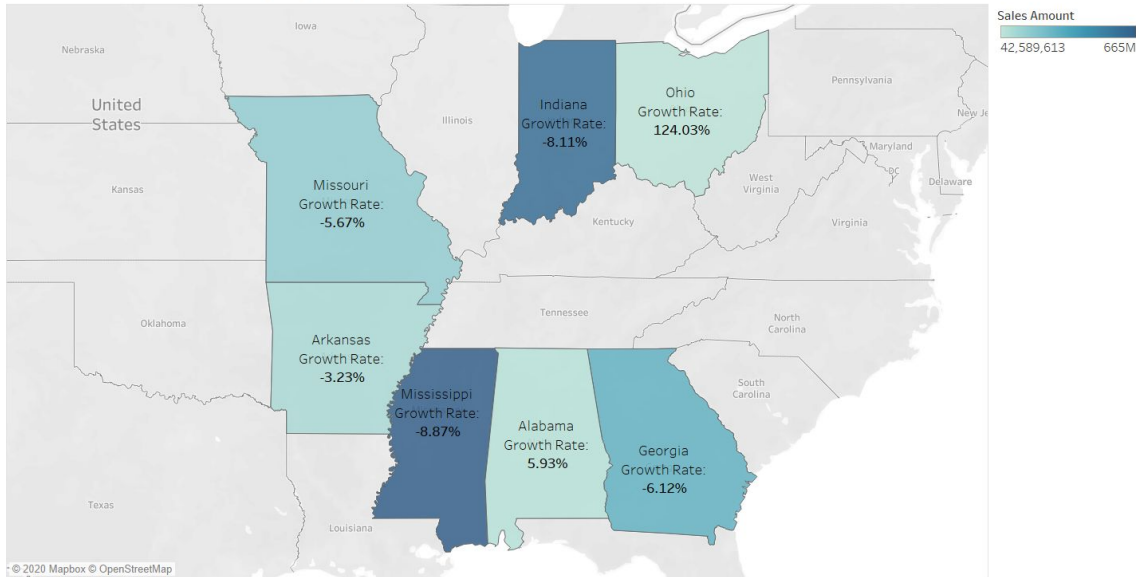 Sales Amount
42,589,613 665M
Iowa
Nebraska
United
States
Illinois
Indiana
Growth Rate:
-8.11%
Ohio
Growth Rate:
124.03%
Pennsylvania
New Je
Maryland
DC
Delaware
West
Virginia
Virginia
Kansas
Missouri
Growth Rate:
-5.67%
Kentucky
Tennessee
North
Carolina
Oklahoma
Arkansas
Growth Rate:
-3.23%
South
Carolina
Mississippi
Growth Rate:
-8.87%
Alabama
Growth Rate:
5.93%
Georgia
Growth Rate:
-6.12%
Texas
Louisiana
© 2020 Mapbox © OpenStreetMap